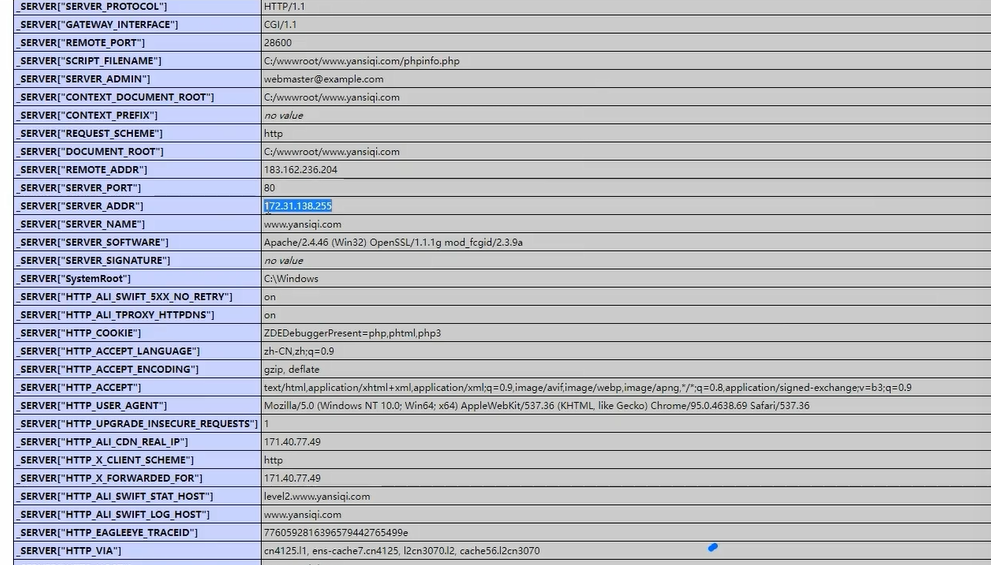 _SERVER["SERVER_PROTOCOL"] HTTP/1.1
_SERVER["GATEWAY_INTERFACE"] CGI/1.1
_SERVER["REMOTE_PORT"] 28600
_SERVER["SCRIPT_FILENAME"] C:/wwwroot/www.yansiqi.com/phpinfo.php
_SERVER["SERVER_ADMIN"] webmaster@example.com
_SERVER["CONTEXT_DOCUMENT_ROOT"] C:/wwwroot/www.yansiqi.com
_SERVER["CONTEXT_PREFIX"] no value
_SERVER["REQUEST_SCHEME"] http
_SERVER["DOCUMENT_ROOT"] C:/wwwroot/www.yansiqi.com
_SERVER["REMOTE_ADDR"] 183.162.236.204
_SERVER["SERVER_PORT"] 80
_SERVER["SERVER_ADDR"] 172.31.138.255
_SERVER["SERVER_NAME"] www.yansiqi.com
_SERVER["SERVER_SOFTWARE"] Apache/2.4.46 (Win32) OpenSSL/1.1.1g mod_fcgid/2.3.9a
_SERVER["SERVER_SIGNATURE"] no value
_SERVER["SystemRoot"] C:\Windows
_SERVER["HTTP_ALI_SWIFT_5XX_NO_RETRY"] on
_SERVER["HTTP_ALI_TPROXY_HTTPDNS"] on
_SERVER["HTTP_COOKIE"] ZDEDebuggerPresent=php,phtml,php3
_SERVER["HTTP_ACCEPT_LANGUAGE"] zh-CN,zh;q=0.9
_SERVER["HTTP_ACCEPT_ENCODING"] gzip, deflate
_SERVER["HTTP_ACCEPT"] text/html,application/xhtml+xml,application/xml;q=0.9,image/avif,image/webp,image/apng,*/*;q=0.8,application/signed-exchange;v=b3;q=0.9
_SERVER["HTTP_USER_AGENT"] Mozilla/5.0 (Windows NT 10.0; Win64; x64) AppleWebKit/537.36 (KHTML, like Gecko) Chrome/95.0.4638.69 Safari/537.36
_SERVER["HTTP_UPGRADE_INSECURE_REQUESTS"] 1
_SERVER["HTTP_ALI_CDN_REAL_IP"] 171.40.77.49
_SERVER["HTTP_X_CLIENT_SCHEME"] http
_SERVER["HTTP_X_FORWARDED_FOR"] 171.40.77.49
_SERVER["HTTP_ALI_SWIFT_STAT_HOST"] level2.www.yansiqi.com
_SERVER["HTTP_ALI_SWIFT_LOG_HOST"] www.yansiqi.com
_SERVER["HTTP_EAGLEEYE_TRACEID"] 7760592816396579442765499e
_SERVER["HTTP_VIA"] cn4125.l1, ens-cache7.cn4125, l2cn3070.l2, cache56.l2cn3070